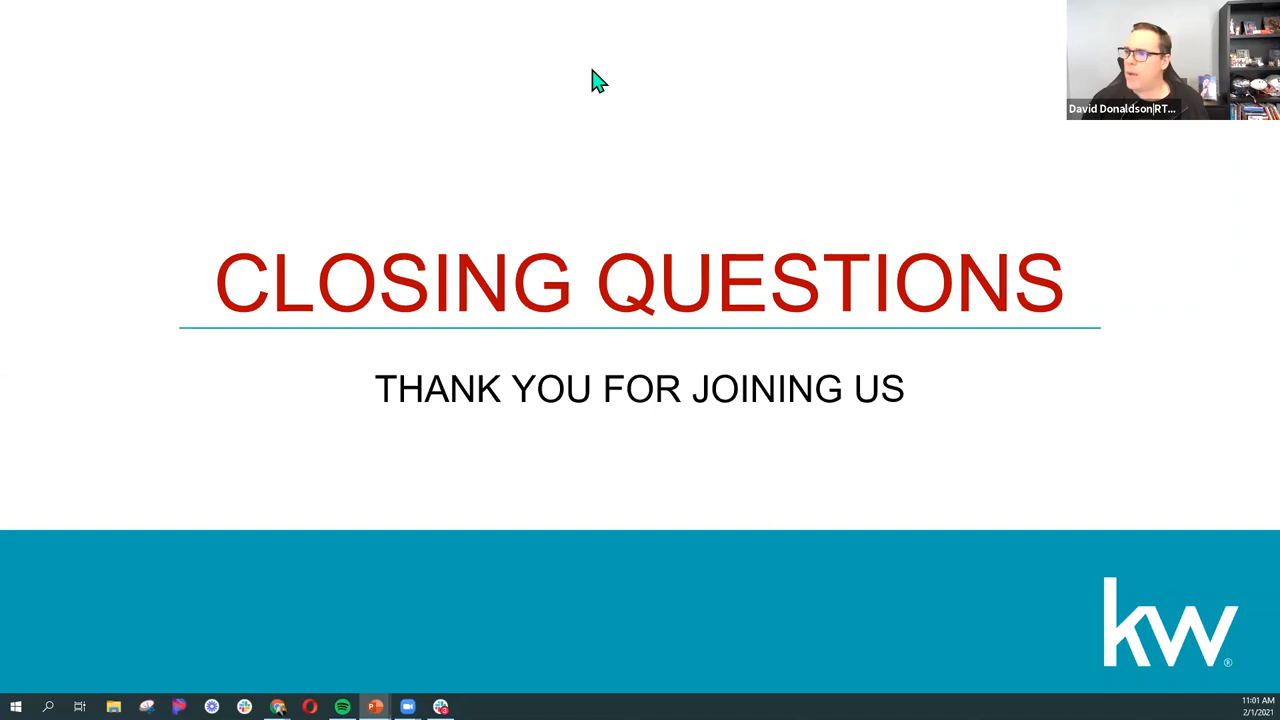 David Donaldson|RT...
CLOSING QUESTIONS
THANK YOU FOR JOINING US
kw®
11:01 AM
2/1/2021